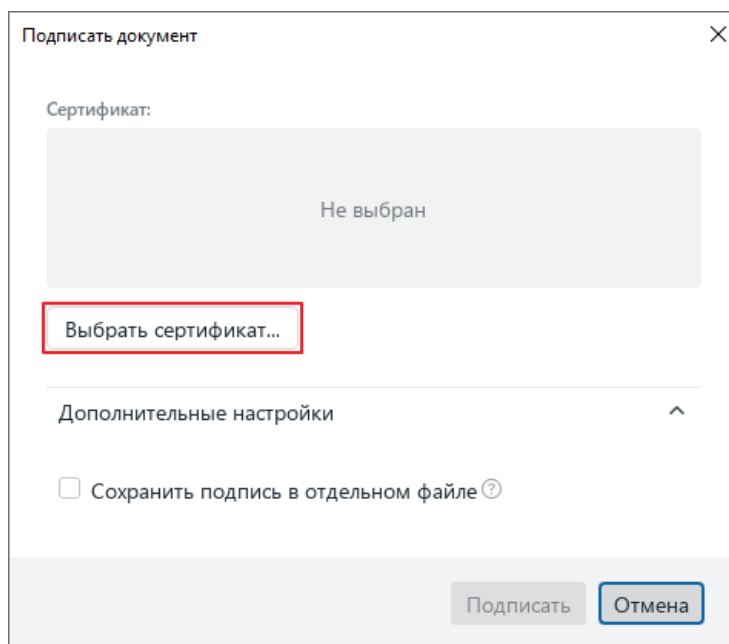 Подписать документ
Сертификат:
Не выбран
Выбрать сертификат...
Дополнительные настройки
Сохранить подпись в отдельном файле
Подписать Отмена